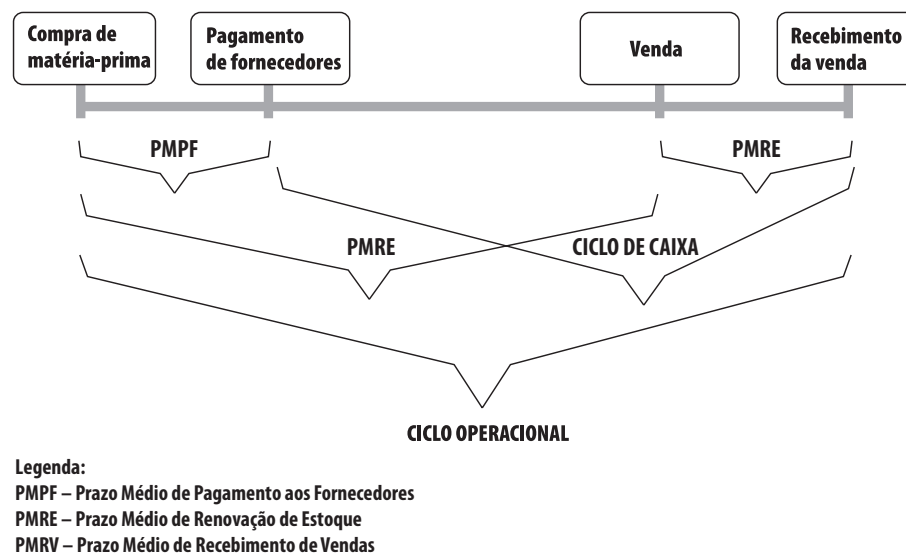 Compra de
matéria-prima
Pagamento
de fornecedores
Venda
Recebimento
da venda
PMPF
PMRE
PMRE
CICLO DE CAIXA
CICLO OPERACIONAL
Legenda:
PMPF – Prazo Médio de Pagamento aos Fornecedores
PMRE – Prazo Médio de Renovação de Estoque
PMRV – Prazo Médio de Recebimento de Vendas